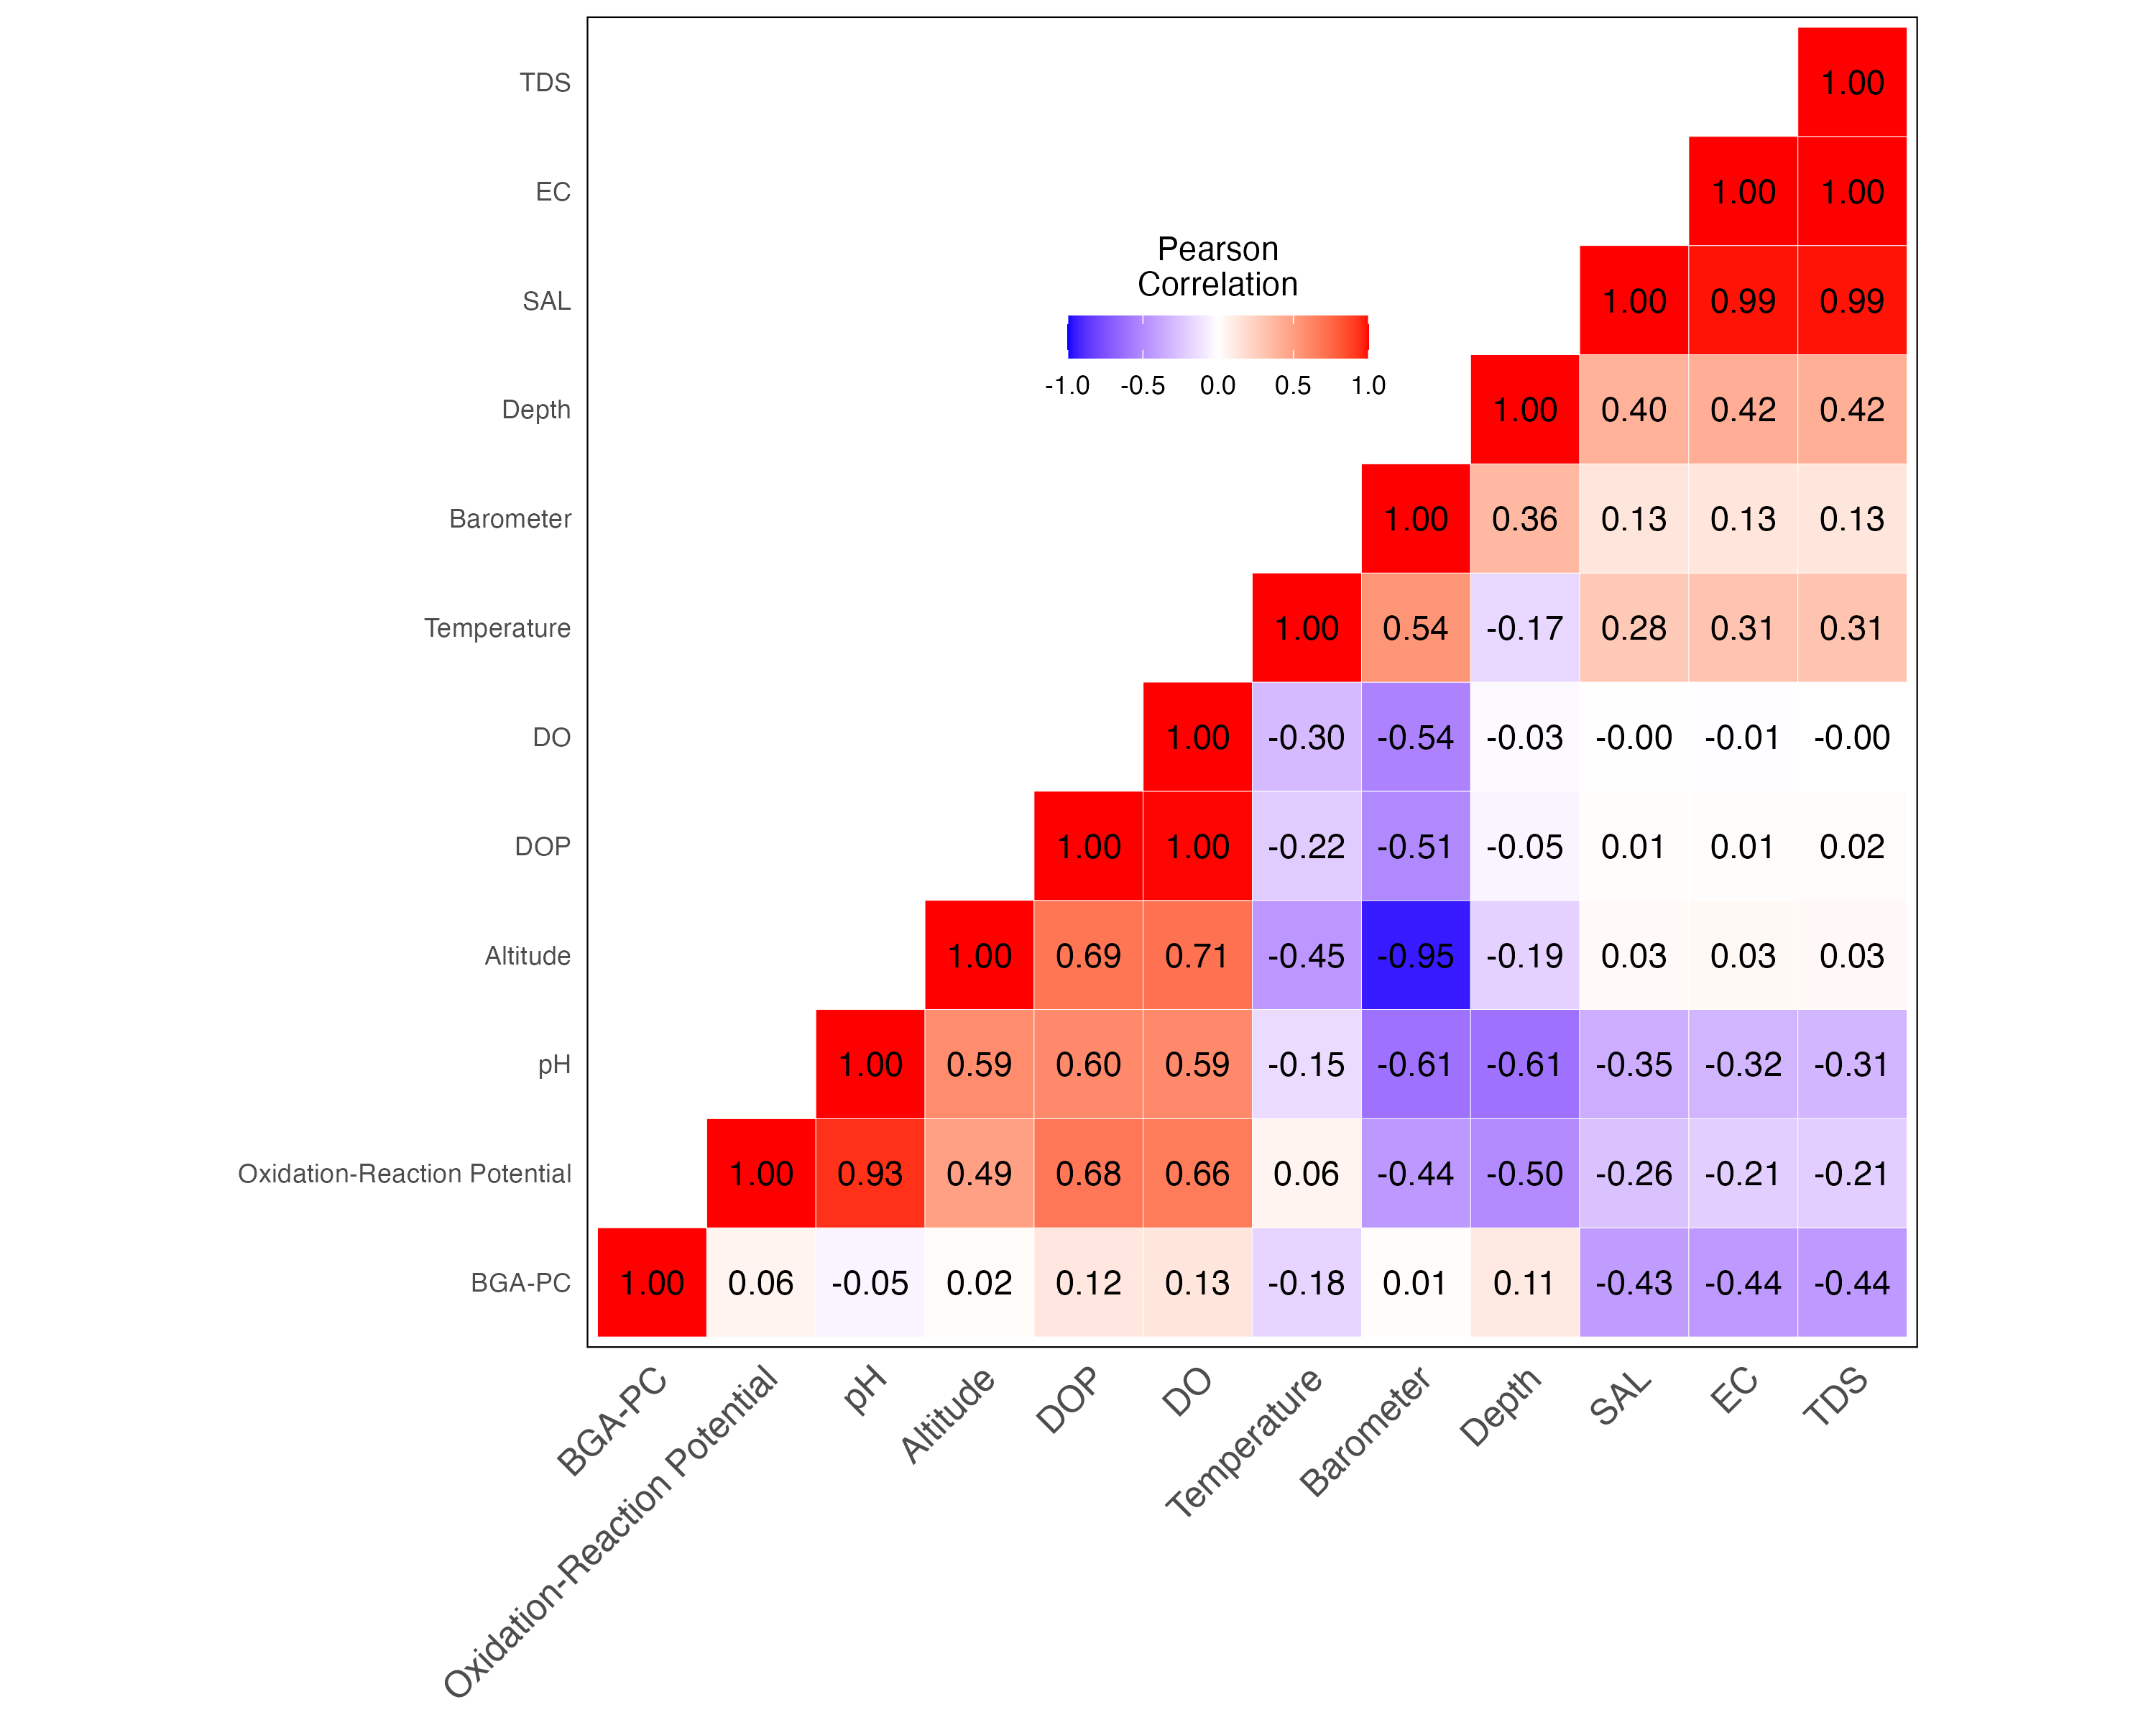 TDS 1.00
EC 1.00 1.00
Pearson
Correlation
SAL 1.00 0.99 0.99
-1.0 -0.5 0.0 0.5 1.0
Depth 1.00 0.40 0.42 0.42
Barometer 1.00 0.36 0.13 0.13 0.13
Temperature 1.00 0.54 -0.17 0.28 0.31 0.31
DO 1.00 -0.30 -0.54 -0.03 -0.00 -0.01 -0.00
DOP 1.00 1.00 -0.22 -0.51 -0.05 0.01 0.01 0.02
Altitude 1.00 0.69 0.71 -0.45 -0.95 -0.19 0.03 0.03 0.03
pH 1.00 0.59 0.60 0.59 -0.15 -0.61 -0.61 -0.35 -0.32 -0.31
Oxidation-Reaction Potential 1.00 0.93 0.49 0.68 0.66 0.06 -0.44 -0.50 -0.26 -0.21 -0.21
BGA-PC 1.00 0.06 -0.05 0.02 0.12 0.13 -0.18 0.01 0.11 -0.43 -0.44 -0.44
BGA-PC
Oxidation-Reaction Potential
pH
Altitude
DOP
DO
Temperature
Barometer
Depth
SAL
EC
TDS